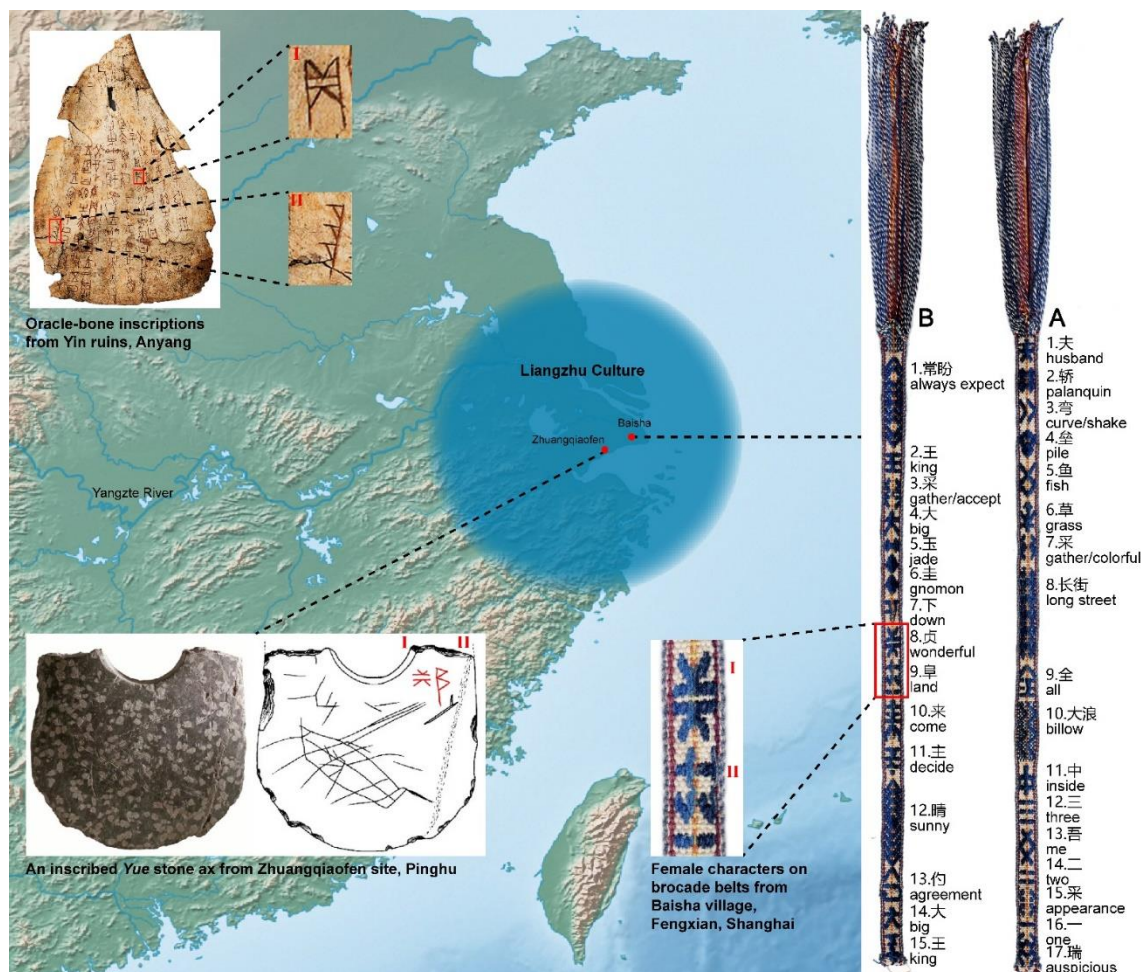 I
II
Oracle-bone inscriptions
from Yin ruins, Anyang
Liangzhu Culture
Baisha
Zhuangqiaofen
Yangzte River
I
II
An inscribed Yue stone ax from Zhuangqiaofen site, Pinghu
I
II
Female characters on
brocade belts from
Baisha village,
Fengxian, Shanghai
B
1.常盼
always expect
2.王
king
3.采
gather/accept
4.大
big
5.玉
jade
6.圭
gnomon
7.下
down
8.贞
wonderful
9.阜
land
10.来
come
11.主
decide
12.晴
sunny
13.约
agreement
14.大
big
15.王
king
A
1.夫
husband
2.轿
palanquin
3.弯
curve/shake
4.垒
pile
5.鱼
fish
6.草
grass
7.采
gather/colorful
8.长街
long street
9.全
all
10.大浪
billow
11.中
inside
12.三
three
13.吾
me
14.二
two
15.采
appearance
16.一
one
17.瑞
auspicious